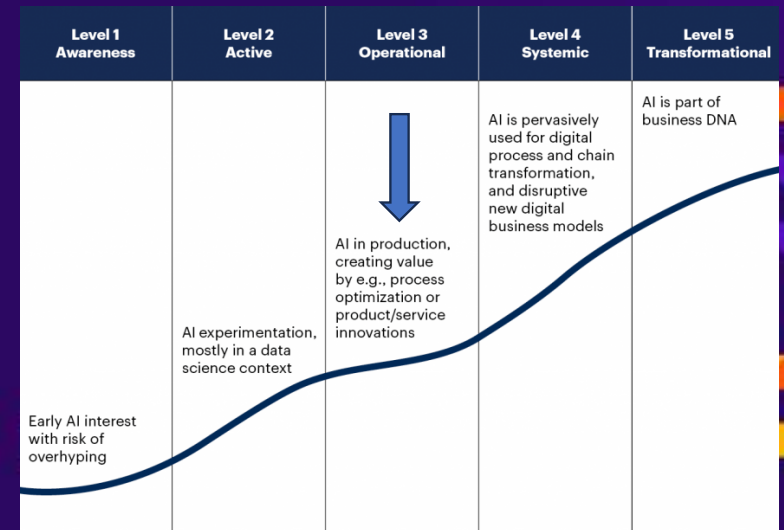 Level 1
Awareness
Level 2
Active
Level 3
Operational
Level 4
Systemic
Level 5
Transformational
Early AI interest
with risk of
overhyping
AI experimentation,
mostly in a data
science context
AI in production,
creating value
by e.g., process
optimization or
product/service
innovations
AI is pervasively
used for digital
process and chain
transformation,
and disruptive
new digital
business models
AI is part of
business DNA